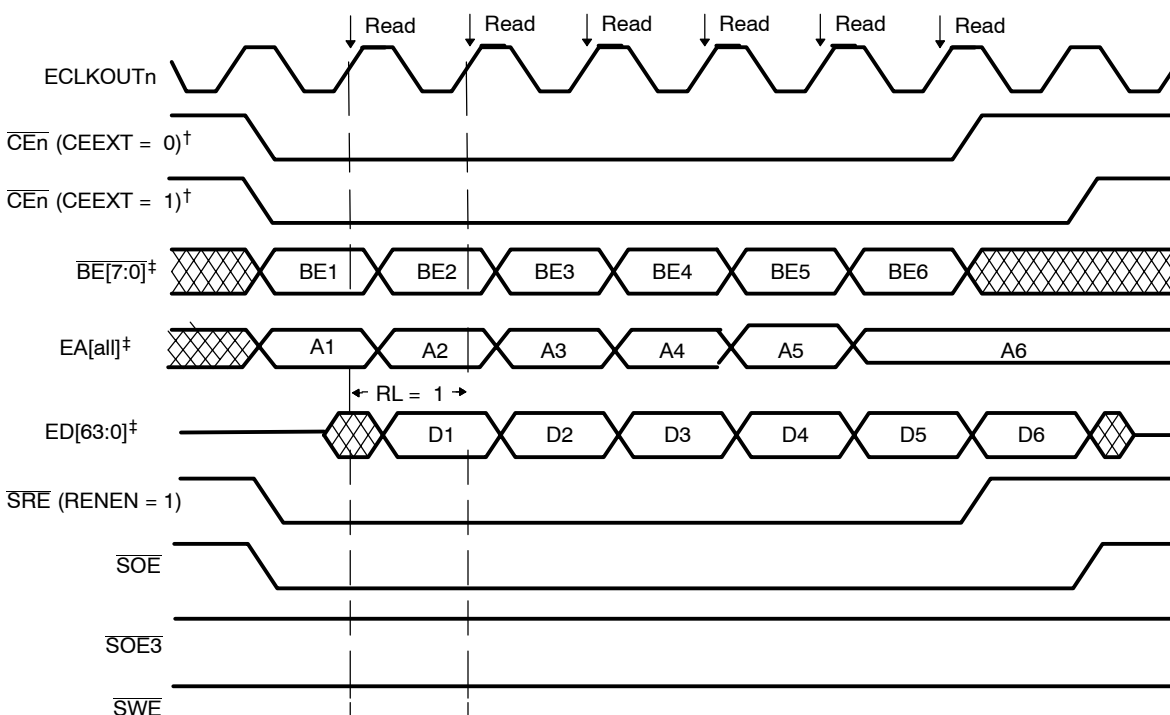 Read Read Read Read Read Read
ECLKOUTn
CEn (CEEXT = 0)†
CEn (CEEXT = 1)†
BE[7:0]‡ BE1 BE2 BE3 BE4 BE5 BE6
EA[all]‡ A1 A2 A3 A4 A5 A6
RL = 1
ED[63:0]‡ D1 D2 D3 D4 D5 D6
SRE (RENEN = 1)
SOE
SOE3
SWE